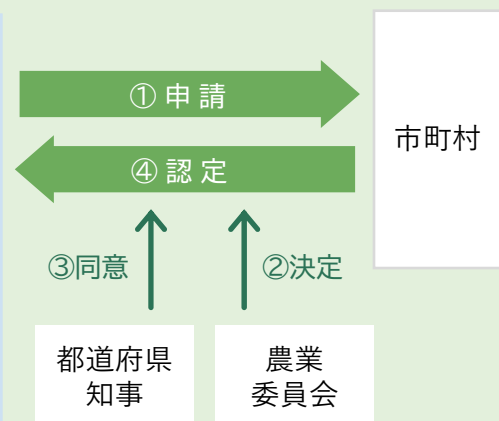 ①申請
市町村
④認定
③同意
②決定
都道府県
知事
農業
委員会